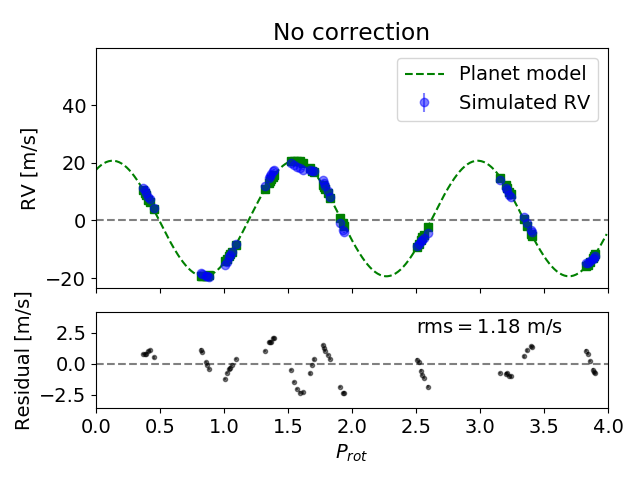 No correction
Planet model
Simulated RV
RV [m/s]
40
20
0
−20
rms = 1.18 m/s
Residual [m/s]
2.5
0.0
−2.5
0.0 0.5 1.0 1.5 2.0 2.5 3.0 3.5 4.0
P_rot